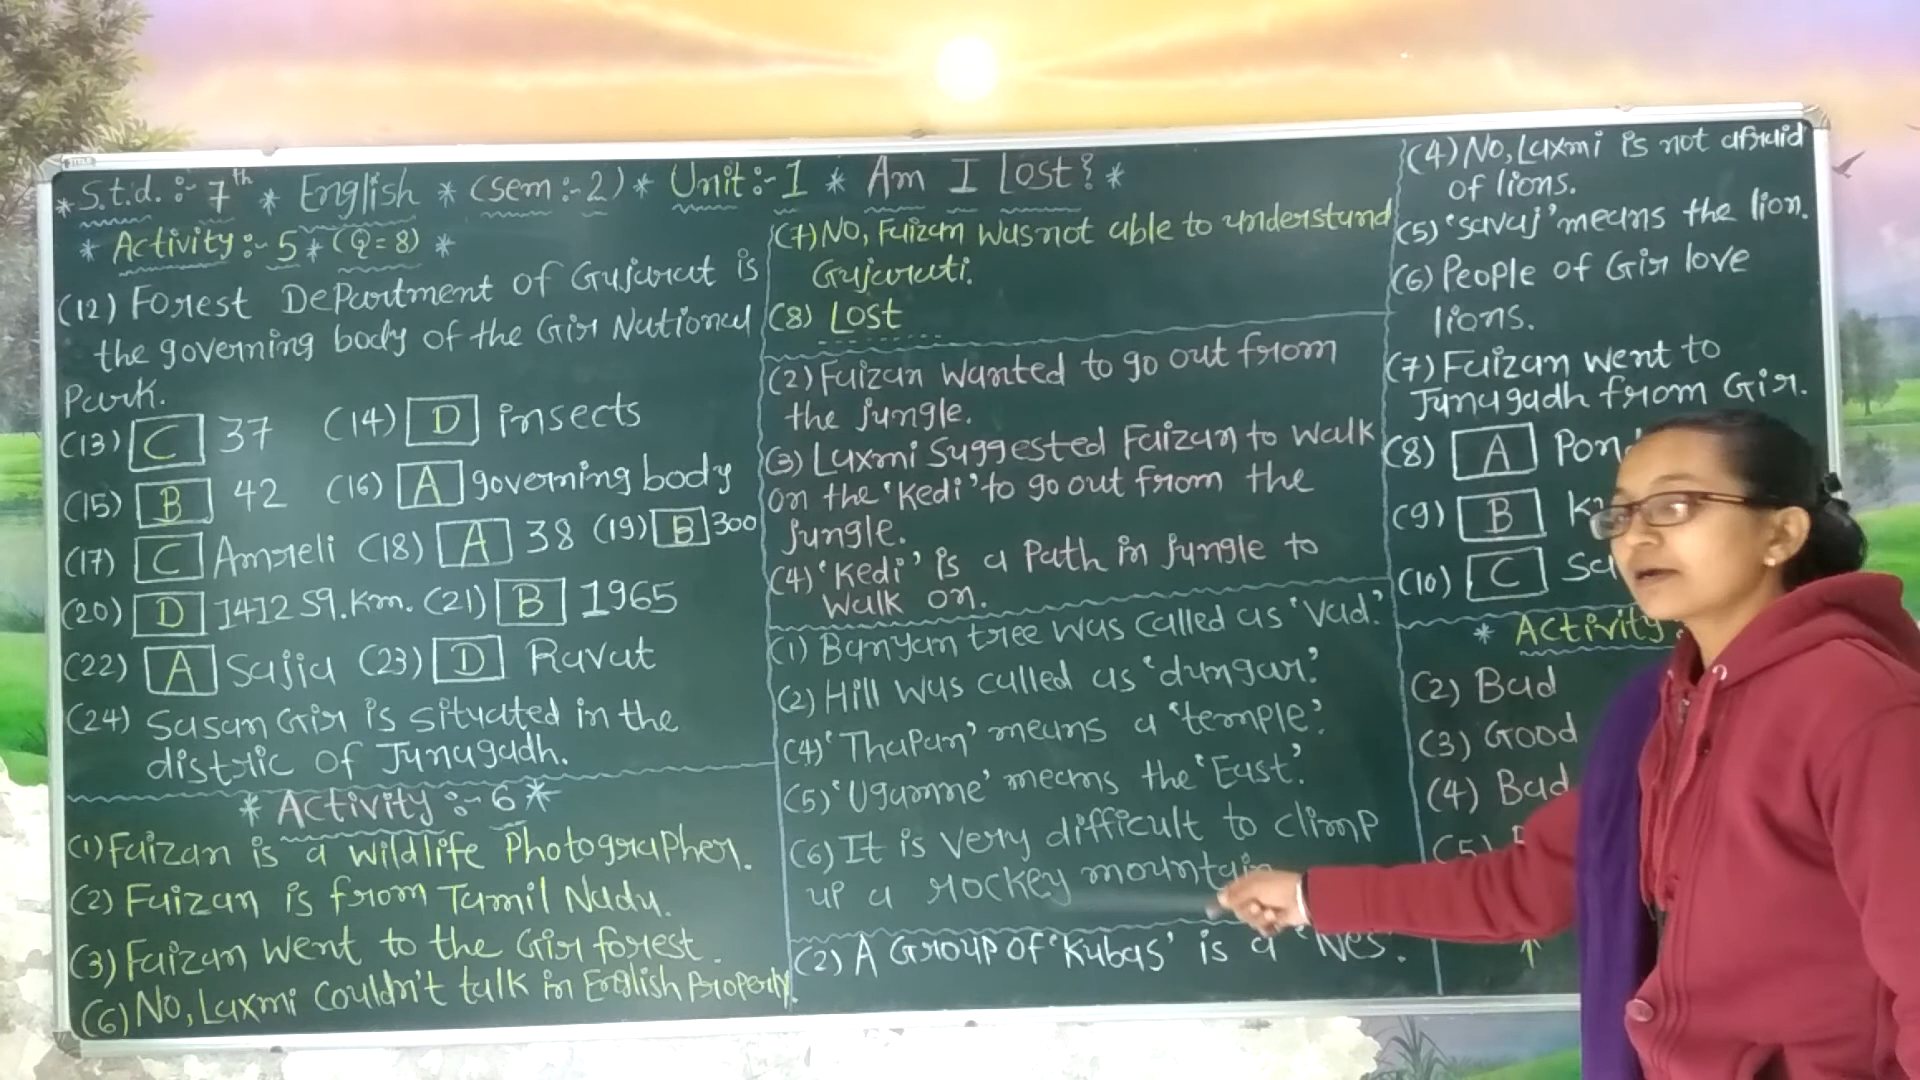 *S.t.d. :- 7th * English * (Sem :- 2) * Unit :- 1 * Am I Lost? *
* Activity :- 5 * (Q = 8) *
(12) Forest Department of Gujarat is
the governing body of the Gir National
Park.
(13) C 37 (14) D insects
(15) B 42 (16) A governing body
(17) C Amreli (18) A 38 (19) B 300
(20) D 1412 sq.km. (21) B 1965
(22) A Sajia (23) D Ravat
(24) Sasan Gir is situated in the
distric of Junagadh.
* Activity :- 6 *
(1) Faizan is a wildlife Photographer.
(2) Faizan is from Tamil Nadu.
(3) Faizan went to the Gir forest.
(6) No, Laxmi Couldn't talk in English Properly.
(7) No, Faizan was not able to understand
Gujarati.
(8) Lost
(2) Faizan wanted to go out from
the jungle.
(3) Laxmi Suggested Faizan to walk
on the 'Kedi' to go out from the
jungle.
(4) 'Kedi' is a Path in jungle to
walk on.
(1) Banyan tree was called as 'Vad.'
(2) Hill was called as 'dungar.'
(4) 'Thapan' means a 'temple'.
(5) 'Ugamne' means the 'East'.
(6) It is very difficult to climp
up a rockey mountain
(2) A Group of 'Kubas' is a 'Nes'.
(4) No, Laxmi is not afraid
of lions.
(5) 'savaj' means the lion.
(6) People of Gir love
lions.
(7) Faizan went to
Junagadh from Gir.
(8) A
(9) B
(10) C
* Activity
(2) Bad
(3) Good
(4) Bad
(5)